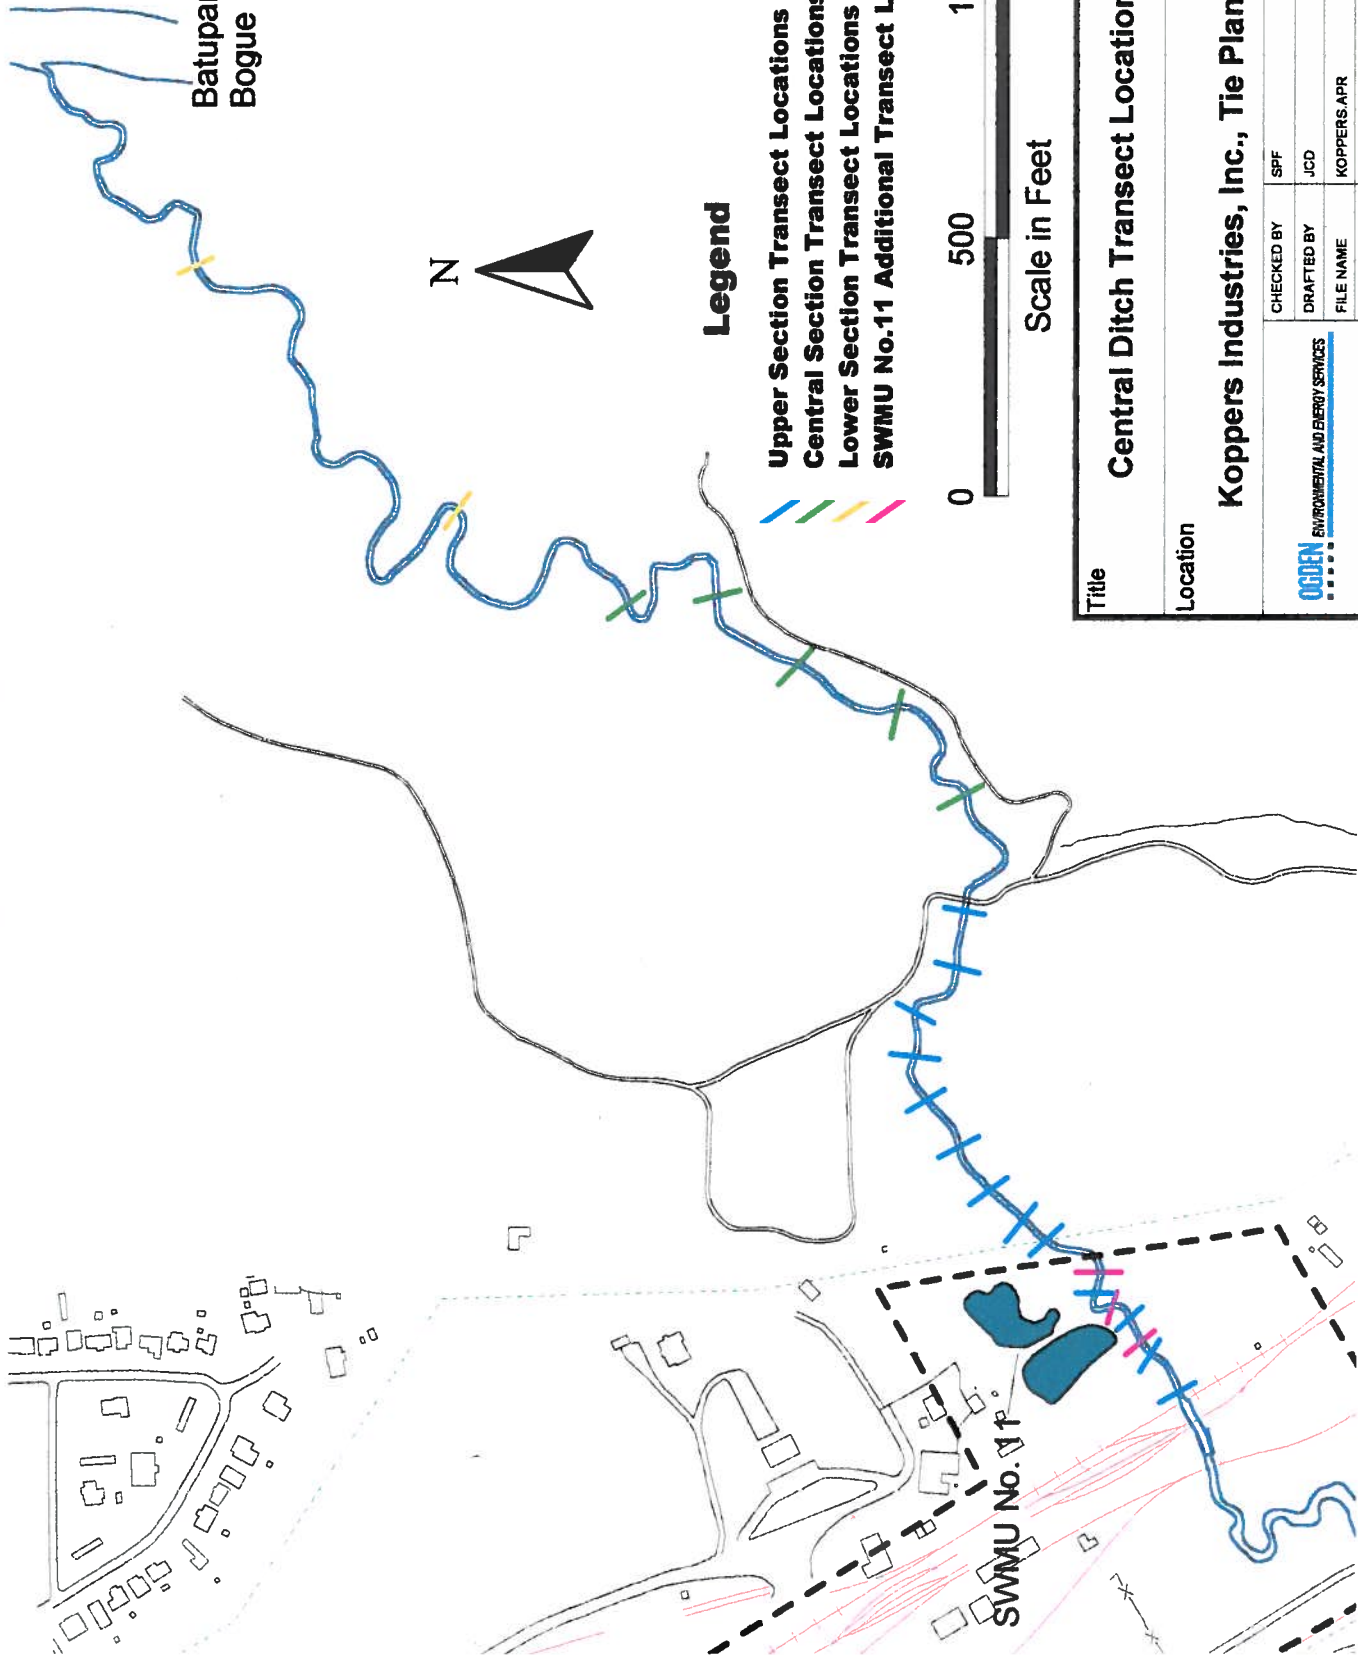 Batupan
Bogue
N
Legend
Upper Section Transect Locations
Central Section Transect Locations
Lower Section Transect Locations
SWMU No.11 Additional Transect L
0 500 1
Scale in Feet
SWMU No. 11
Title
Central Ditch Transect Location
Location
Koppers Industries, Inc., Tie Plan
OGDEN ENVIRONMENTAL AND ENERGY SERVICES
CHECKED BY SPF
DRAFTED BY JCD
FILE NAME KOPPERS.APR